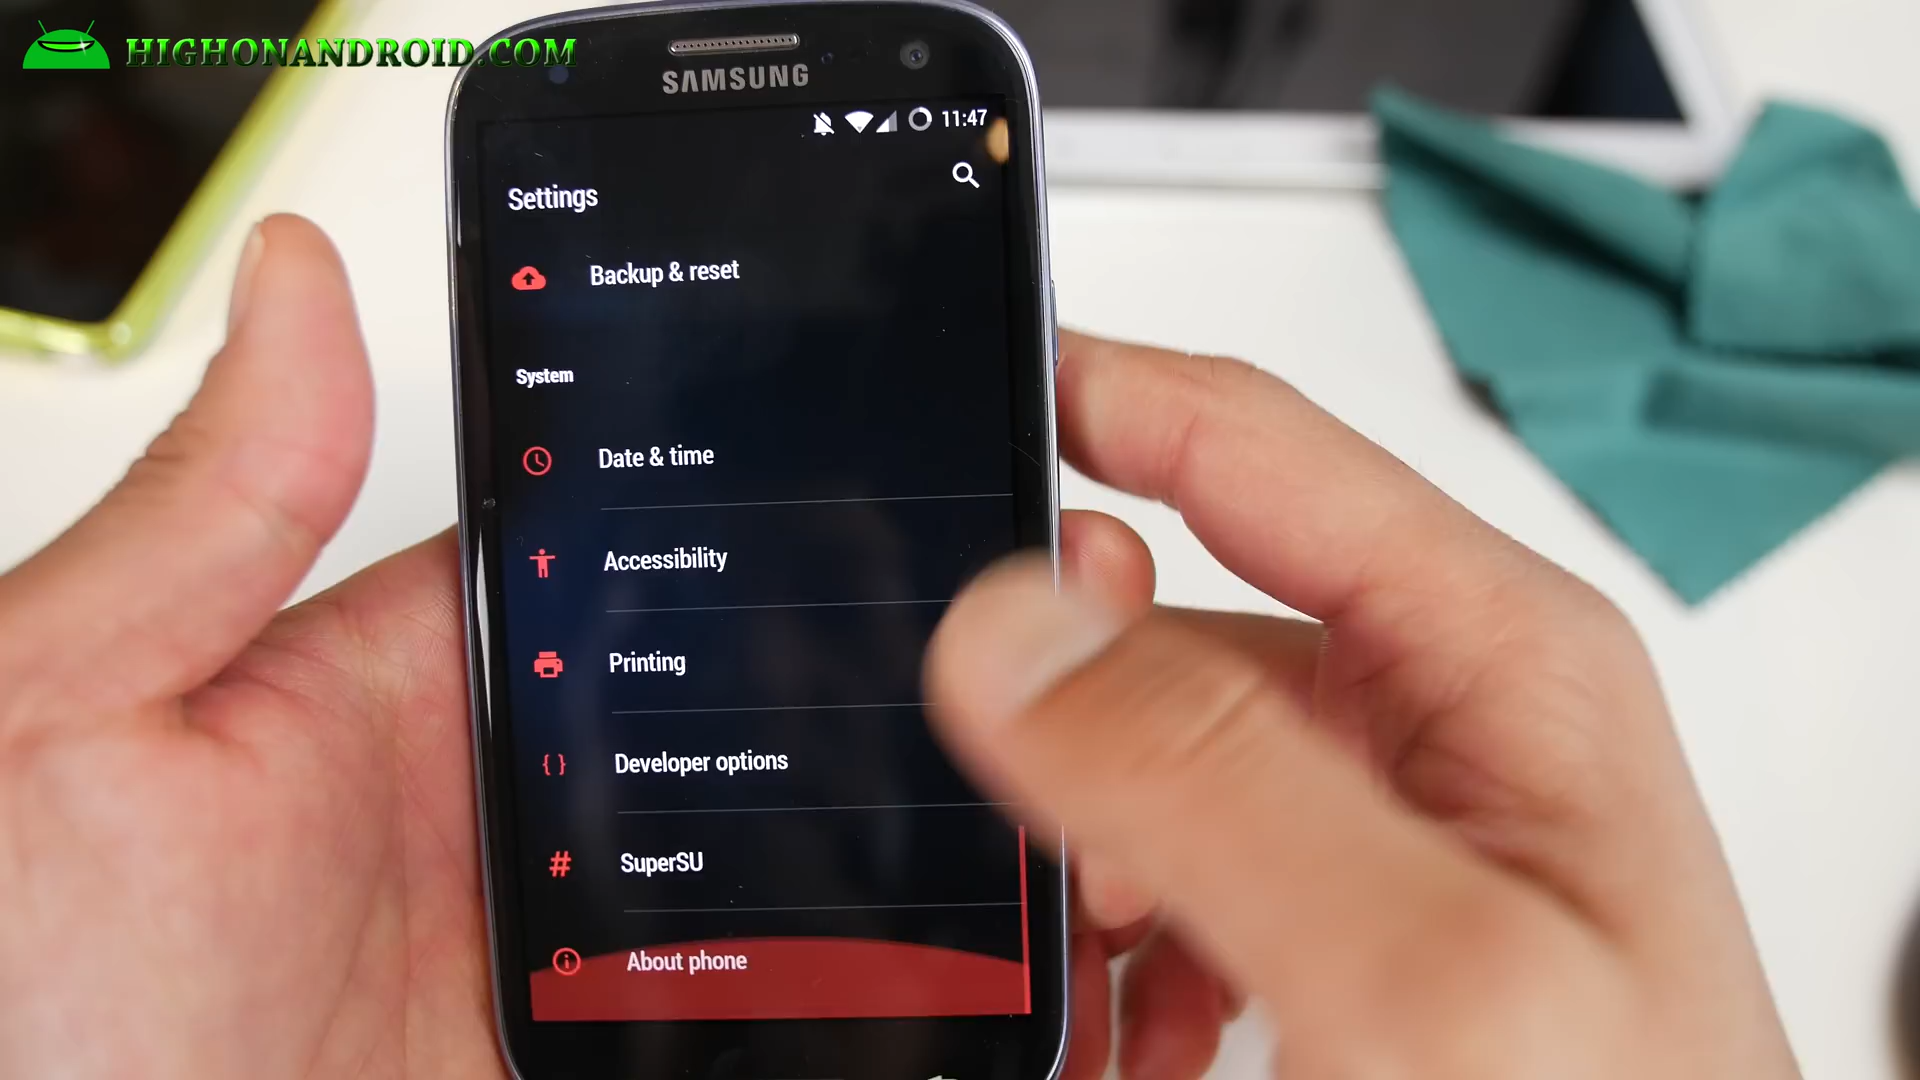 HIGHONANDROID.COM
SAMSUNG
11:47
Settings
Backup & reset
System
Date & time
Accessibility
Printing
{ } Developer options
# SuperSU
About phone